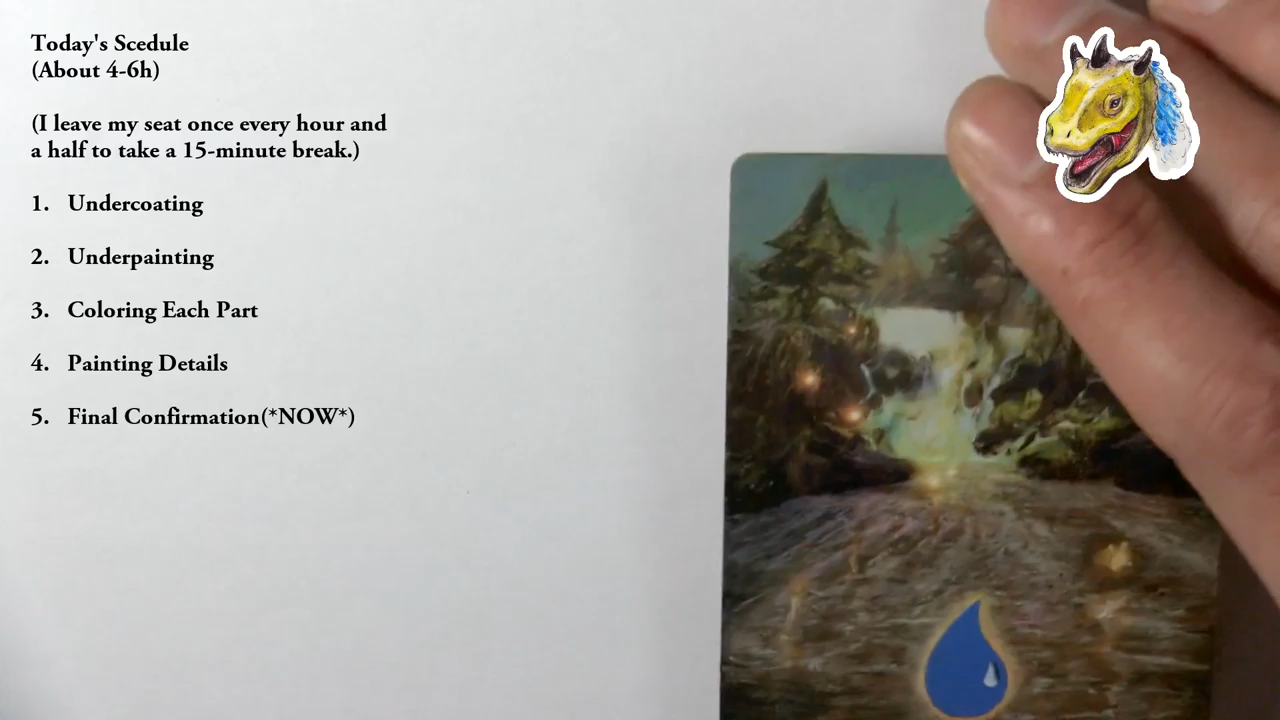 Today's Scedule
(About 4-6h)
(I leave my seat once every hour and
a half to take a 15-minute break.)
1. Undercoating
2. Underpainting
3. Coloring Each Part
4. Painting Details
5. Final Confirmation(*NOW*)